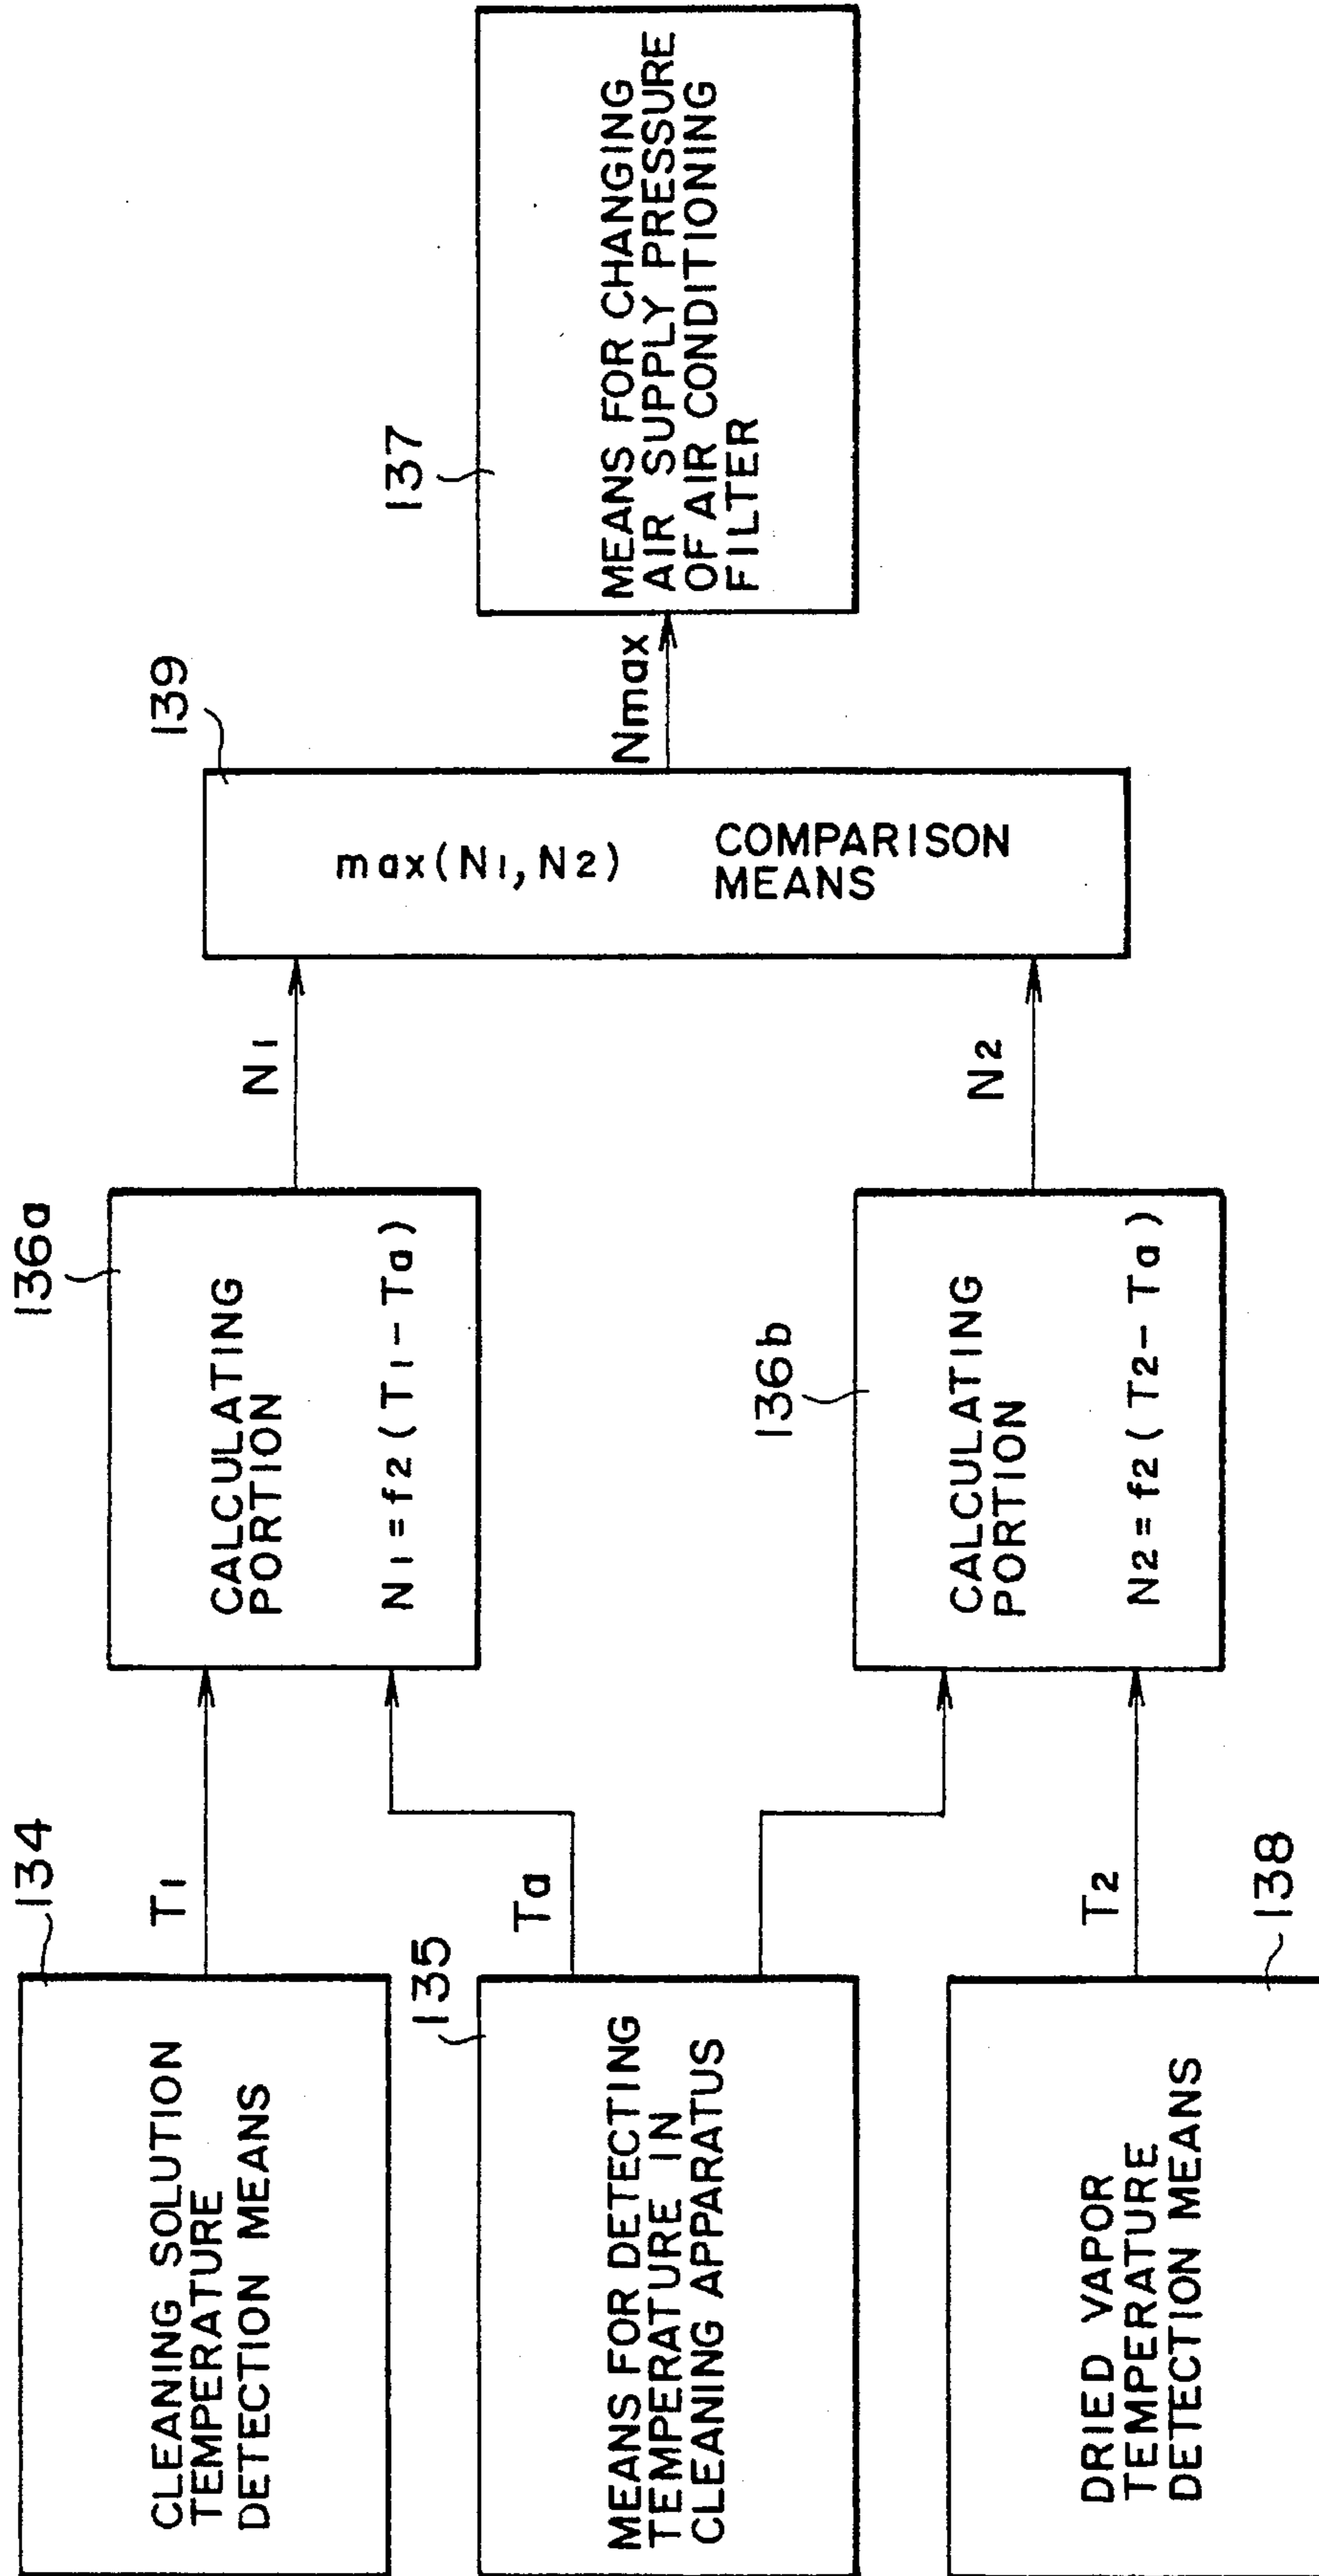 134
CLEANING SOLUTION
TEMPERATURE
DETECTION MEANS
T1
135
MEANS FOR DETECTING
TEMPERATURE IN
CLEANING APPARATUS
Ta
DRIED VAPOR
TEMPERATURE
DETECTION MEANS
T2
138
136a
CALCULATING
PORTION
N1 = f2 ( T1 - Ta )
N1
136b
CALCULATING
PORTION
N2 = f2 ( T2 - Ta )
N2
139
max(N1, N2)
COMPARISON
MEANS
Nmax
137
MEANS FOR CHANGING
AIR SUPPLY PRESSURE
OF AIR CONDITIONING
FILTER